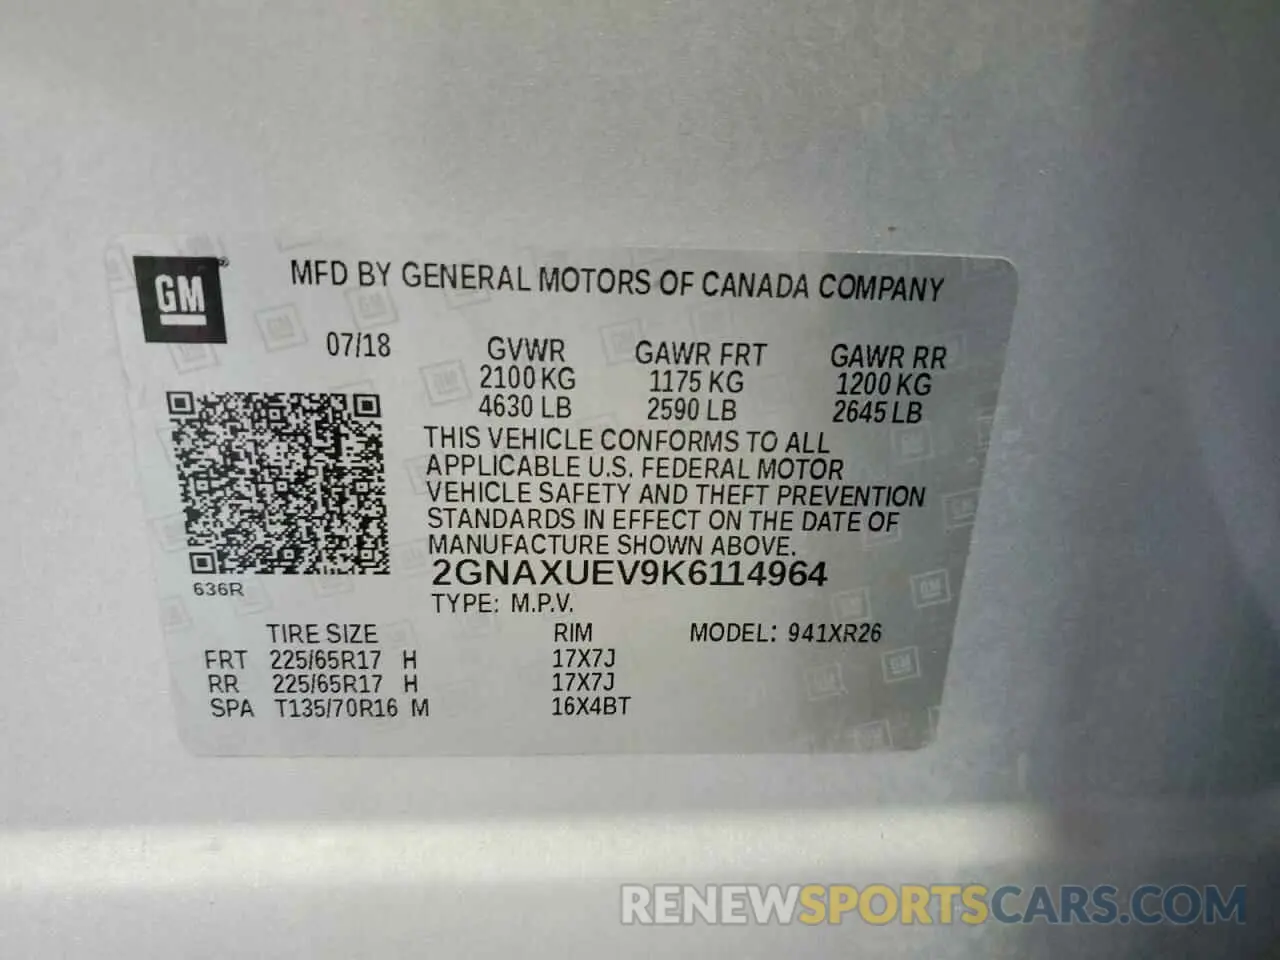 GM®
MFD BY GENERAL MOTORS OF CANADA COMPANY
07/18 GVWR GAWR FRT GAWR RR
2100 KG 1175 KG 1200 KG
4630 LB 2590 LB 2645 LB
THIS VEHICLE CONFORMS TO ALL
APPLICABLE U.S. FEDERAL MOTOR
VEHICLE SAFETY AND THEFT PREVENTION
STANDARDS IN EFFECT ON THE DATE OF
MANUFACTURE SHOWN ABOVE.
636R 2GNAXUEV9K6114964
TYPE: M.P.V.
TIRE SIZE RIM MODEL: 941XR26
FRT 225/65R17 H 17X7J
RR 225/65R17 H 17X7J
SPA T135/70R16 M 16X4BT
RENEWSPORTSCARS.COM